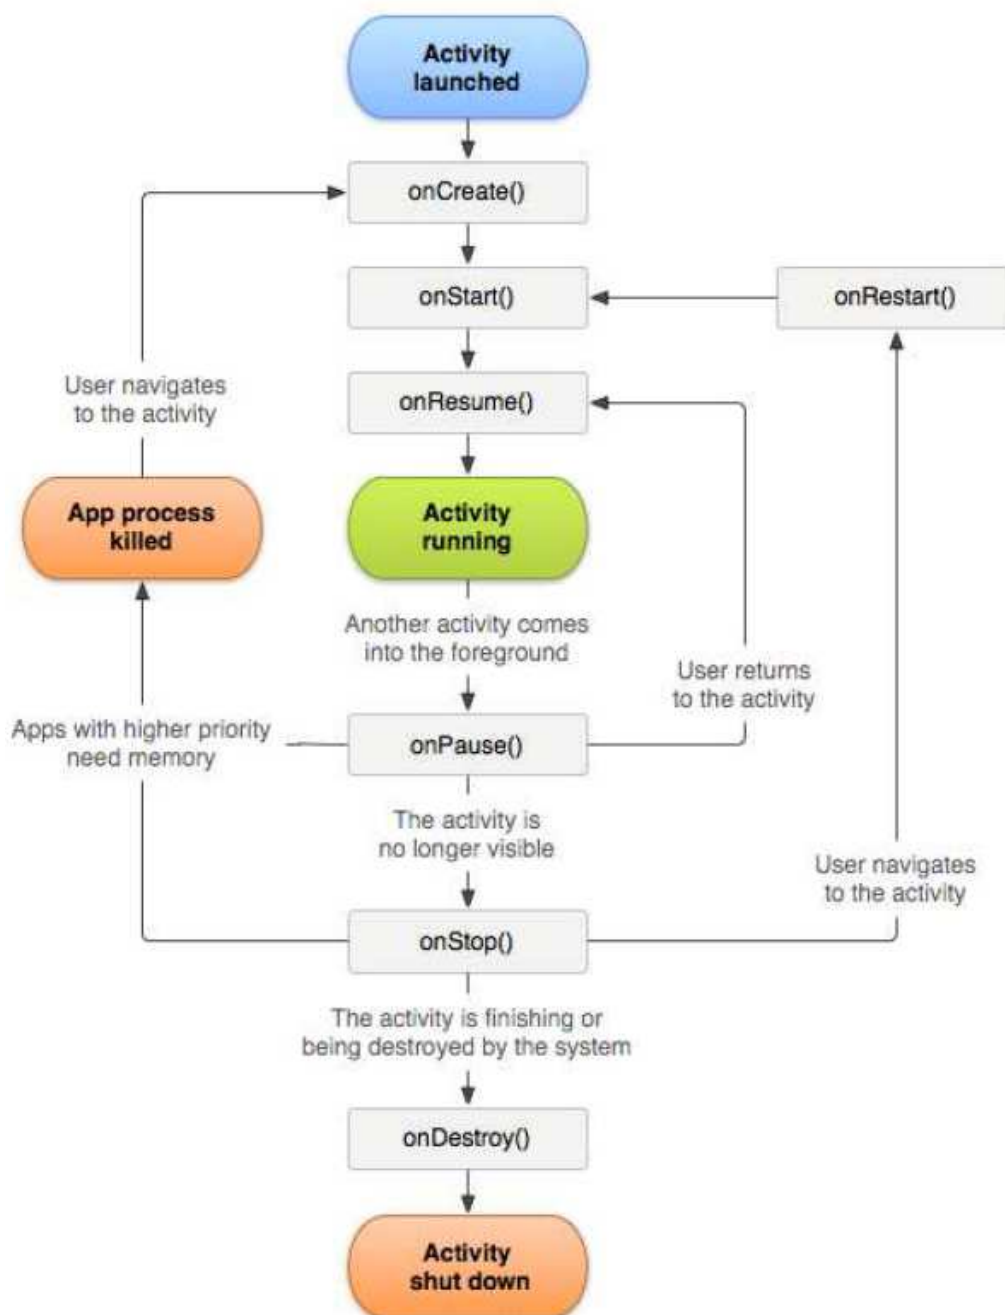 Activity
launched
onCreate()
onStart()
onRestart()
User navigates
to the activity
onResume()
App process
killed
Activity
running
Another activity comes
into the foreground
User returns
to the activity
Apps with higher priority
need memory
onPause()
The activity is
no longer visible
User navigates
to the activity
onStop()
The activity is finishing or
being destroyed by the system
onDestroy()
Activity
shut down